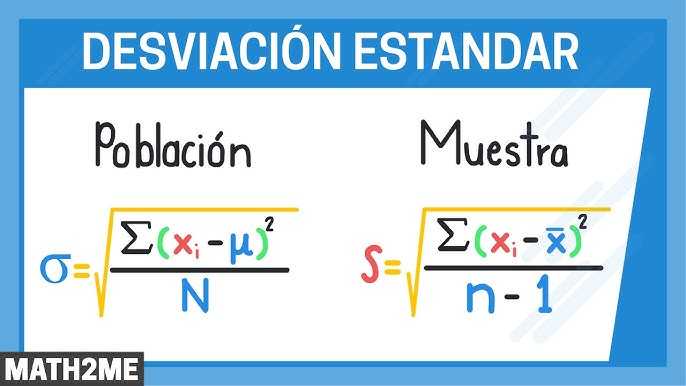 DESVIACIÓN ESTANDAR
Población
σ = √(Σ(xᵢ - μ)² / N)
Muestra
S = √(Σ(xᵢ - x̄)² / n - 1)
MATH2ME